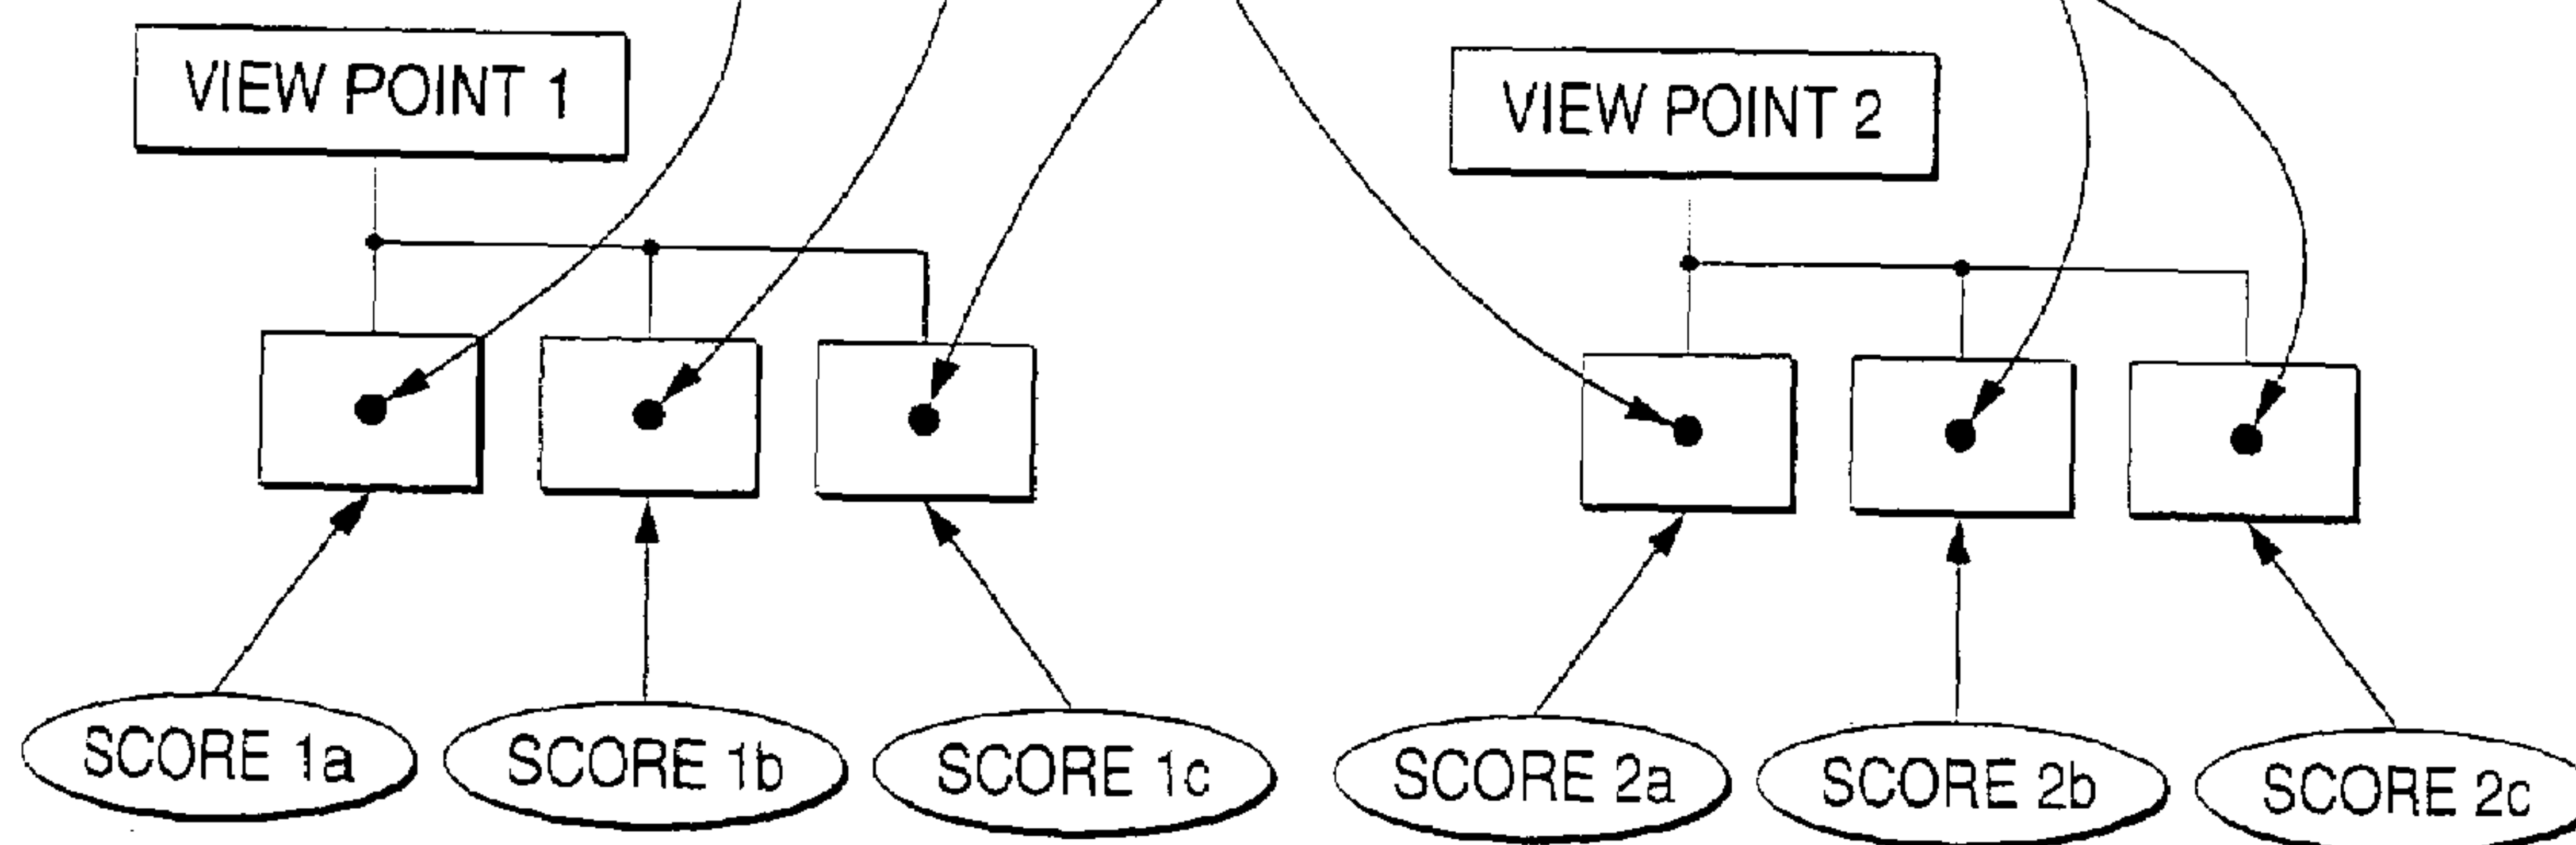 VIEW POINT 1
VIEW POINT 2
SCORE 1a
SCORE 1b
SCORE 1c
SCORE 2a
SCORE 2b
SCORE 2c